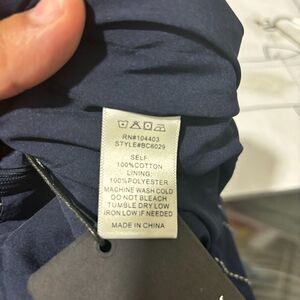 RN#104403
STYLE#BC6029
SELF:
100%COTTON
LINING:
100%POLYESTER
MACHINE WASH COLD
DO NOT BLEACH
TUMBLE DRY LOW
IRON LOW IF NEEDED
MADE IN CHINA